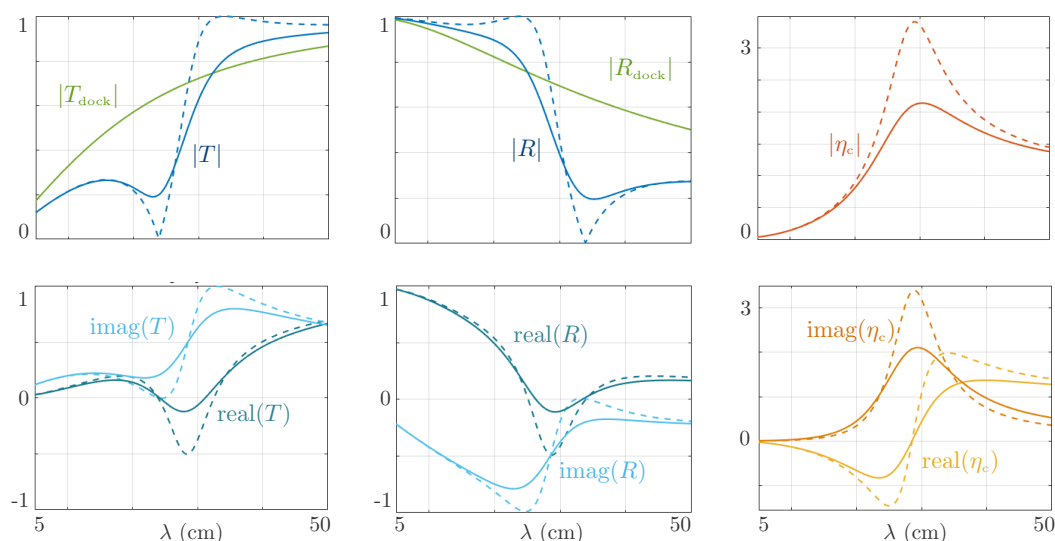 1
|T_dock|
|T|
0
1
|R_dock|
|R|
0
3
|η_c|
0
1
imag(T)
0
real(T)
-1
5
50
λ (cm)
1
real(R)
0
imag(R)
-1
5
50
λ (cm)
3
imag(η_c)
0
real(η_c)
5
50
λ (cm)